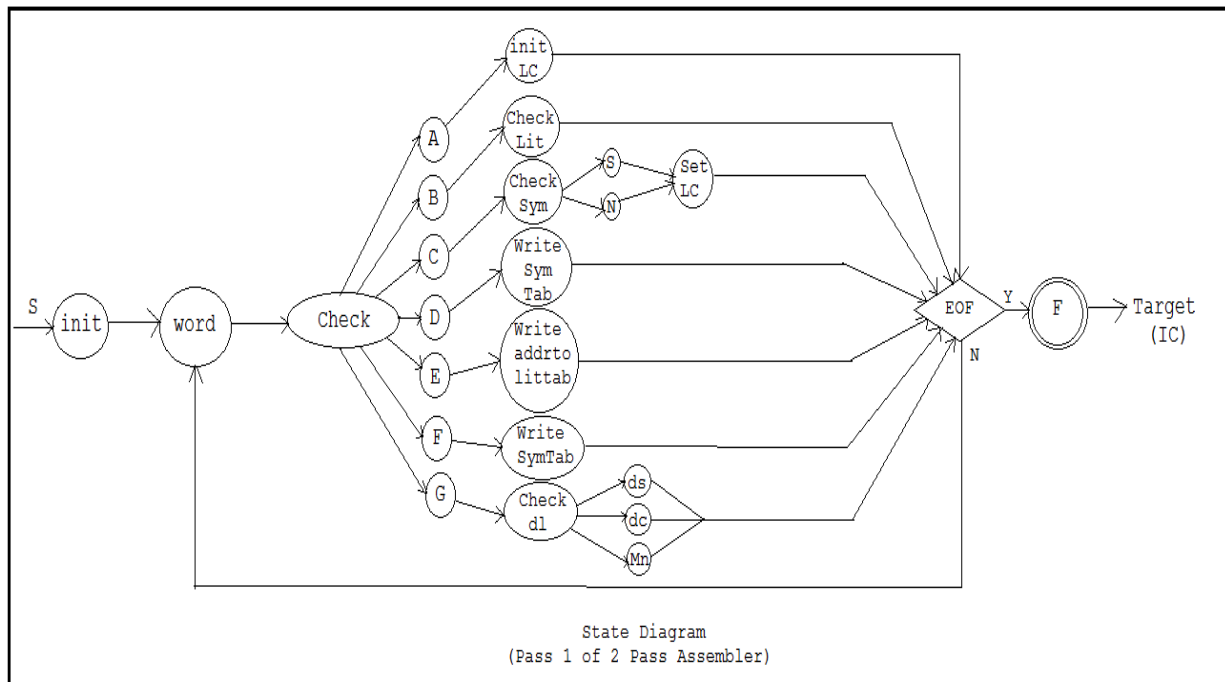 init
LC
A
Check
Lit
B
Check
Sym
S
N
Set
LC
C
Write
Sym
Tab
D
S
init
word
Check
EOF
Y
N
F
Target
(IC)
E
Write
addrto
littab
F
Write
SymTab
G
Check
dl
ds
dc
Mn
State Diagram
(Pass 1 of 2 Pass Assembler)